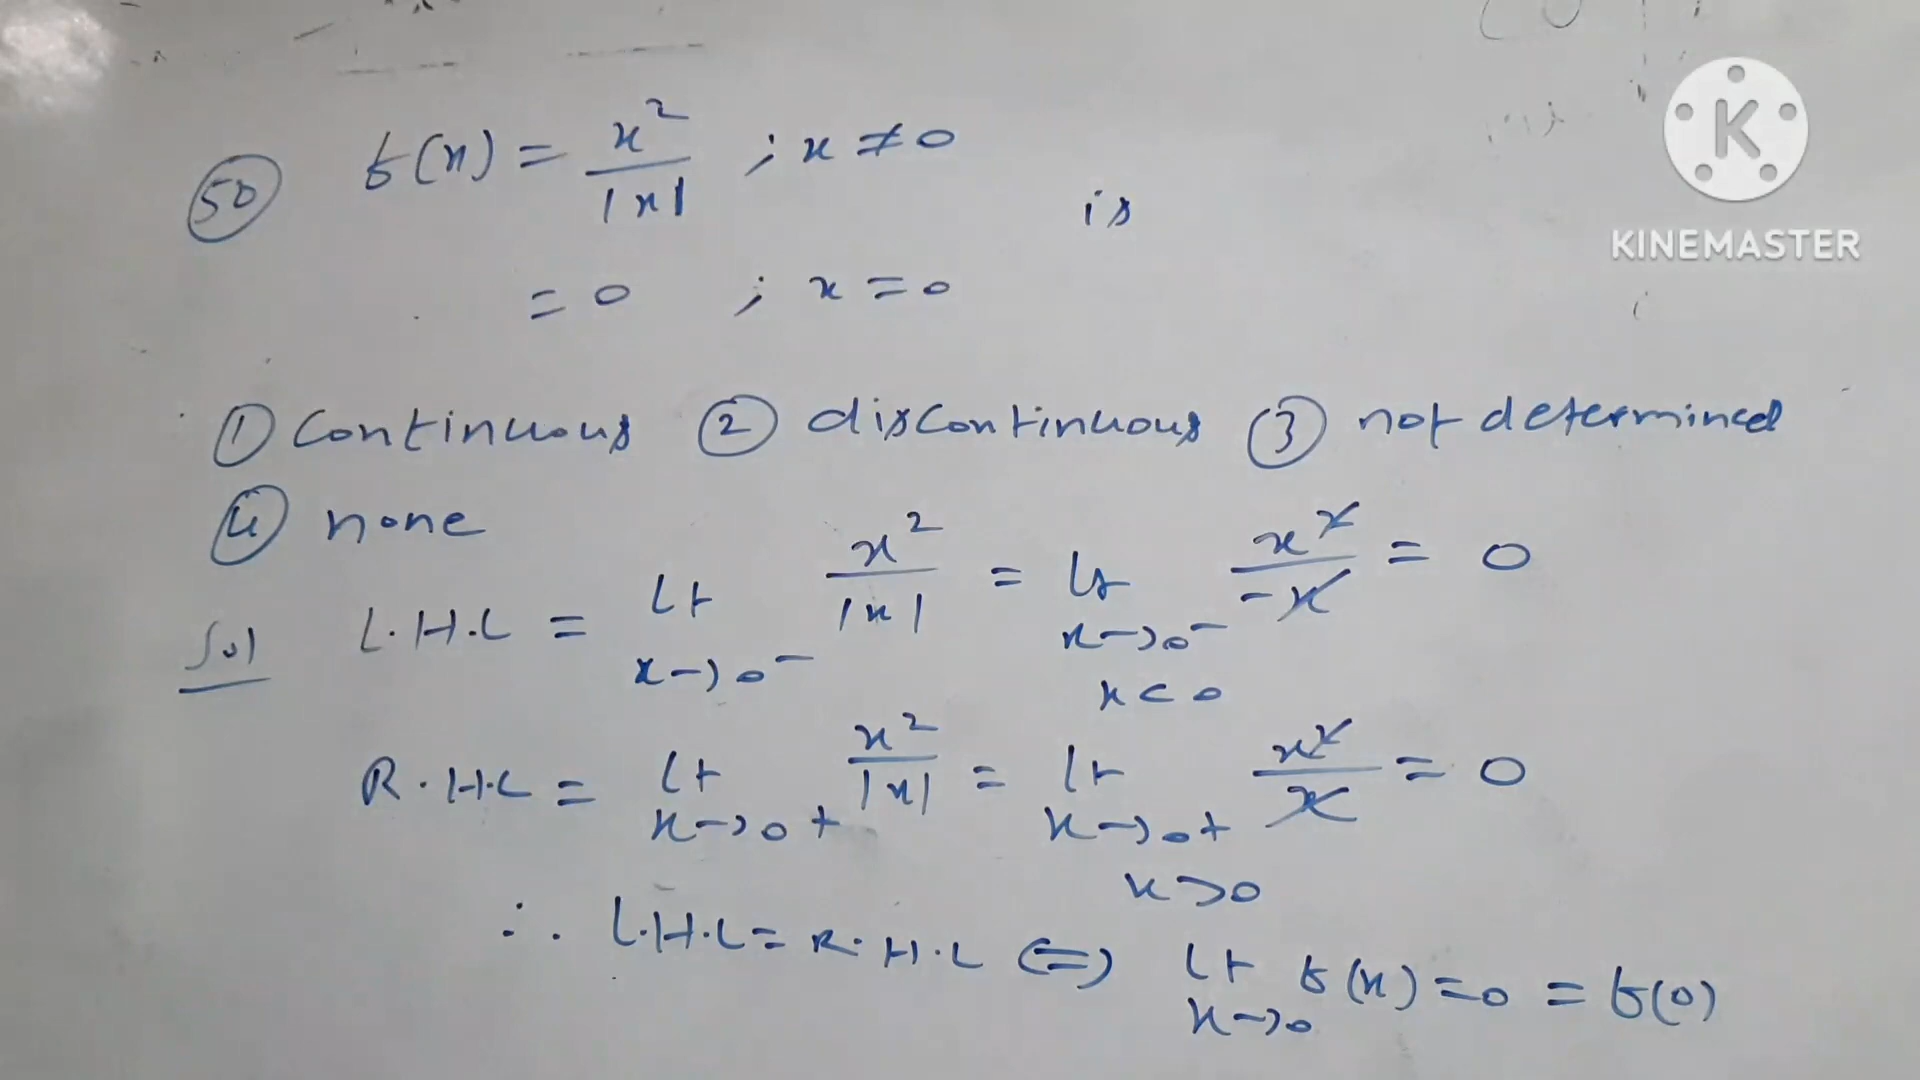 K
KINEMASTER
50 f(x) = x²/|x| ; x ≠ 0 is
= 0 ; x = 0
① Continuous ② discontinuous ③ not determined
④ none
Sol L.H.L = Lt x→0⁻ x²/|x| = Lt x→0⁻ x<0 x²/-x = 0
R.H.L = Lt x→0+ x²/|x| = Lt x→0+ x>0 x²/x = 0
∴ L.H.L = R.H.L ⇔ Lt x→0 f(x) = 0 = f(0)